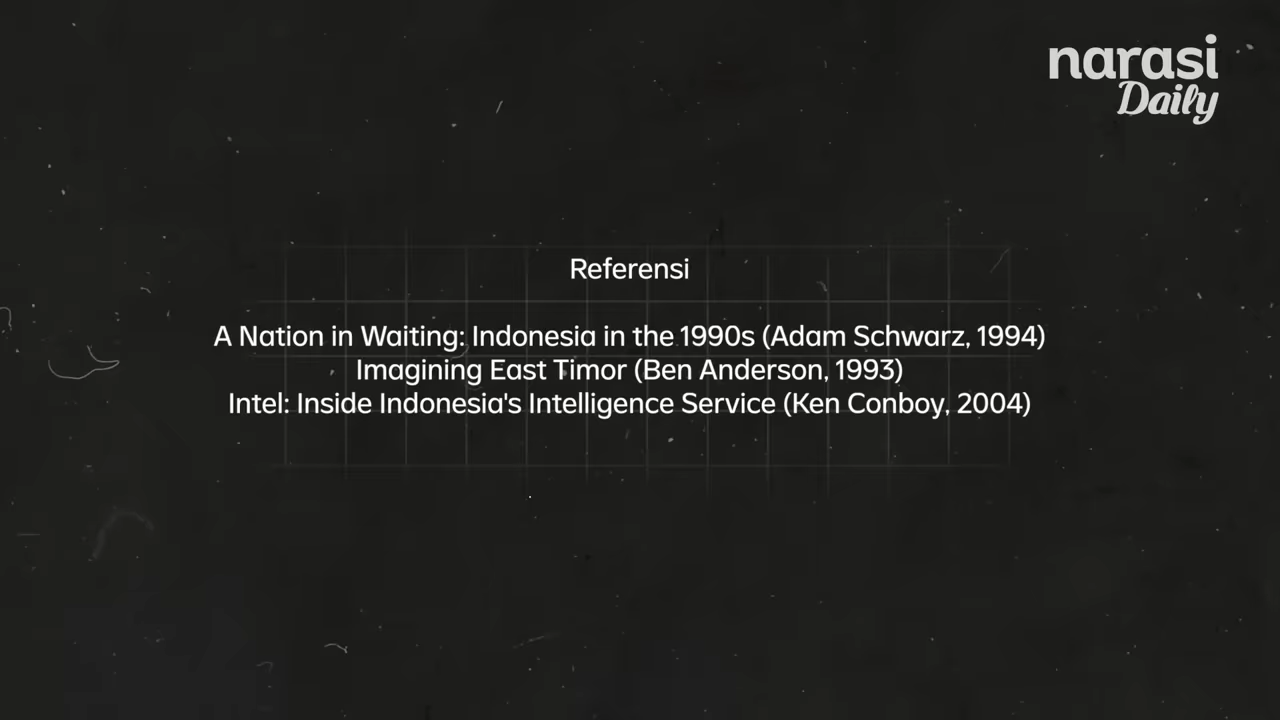 narasi
Daily
Referensi
A Nation in Waiting: Indonesia in the 1990s (Adam Schwarz, 1994)
Imagining East Timor (Ben Anderson, 1993)
Intel: Inside Indonesia's Intelligence Service (Ken Conboy, 2004)